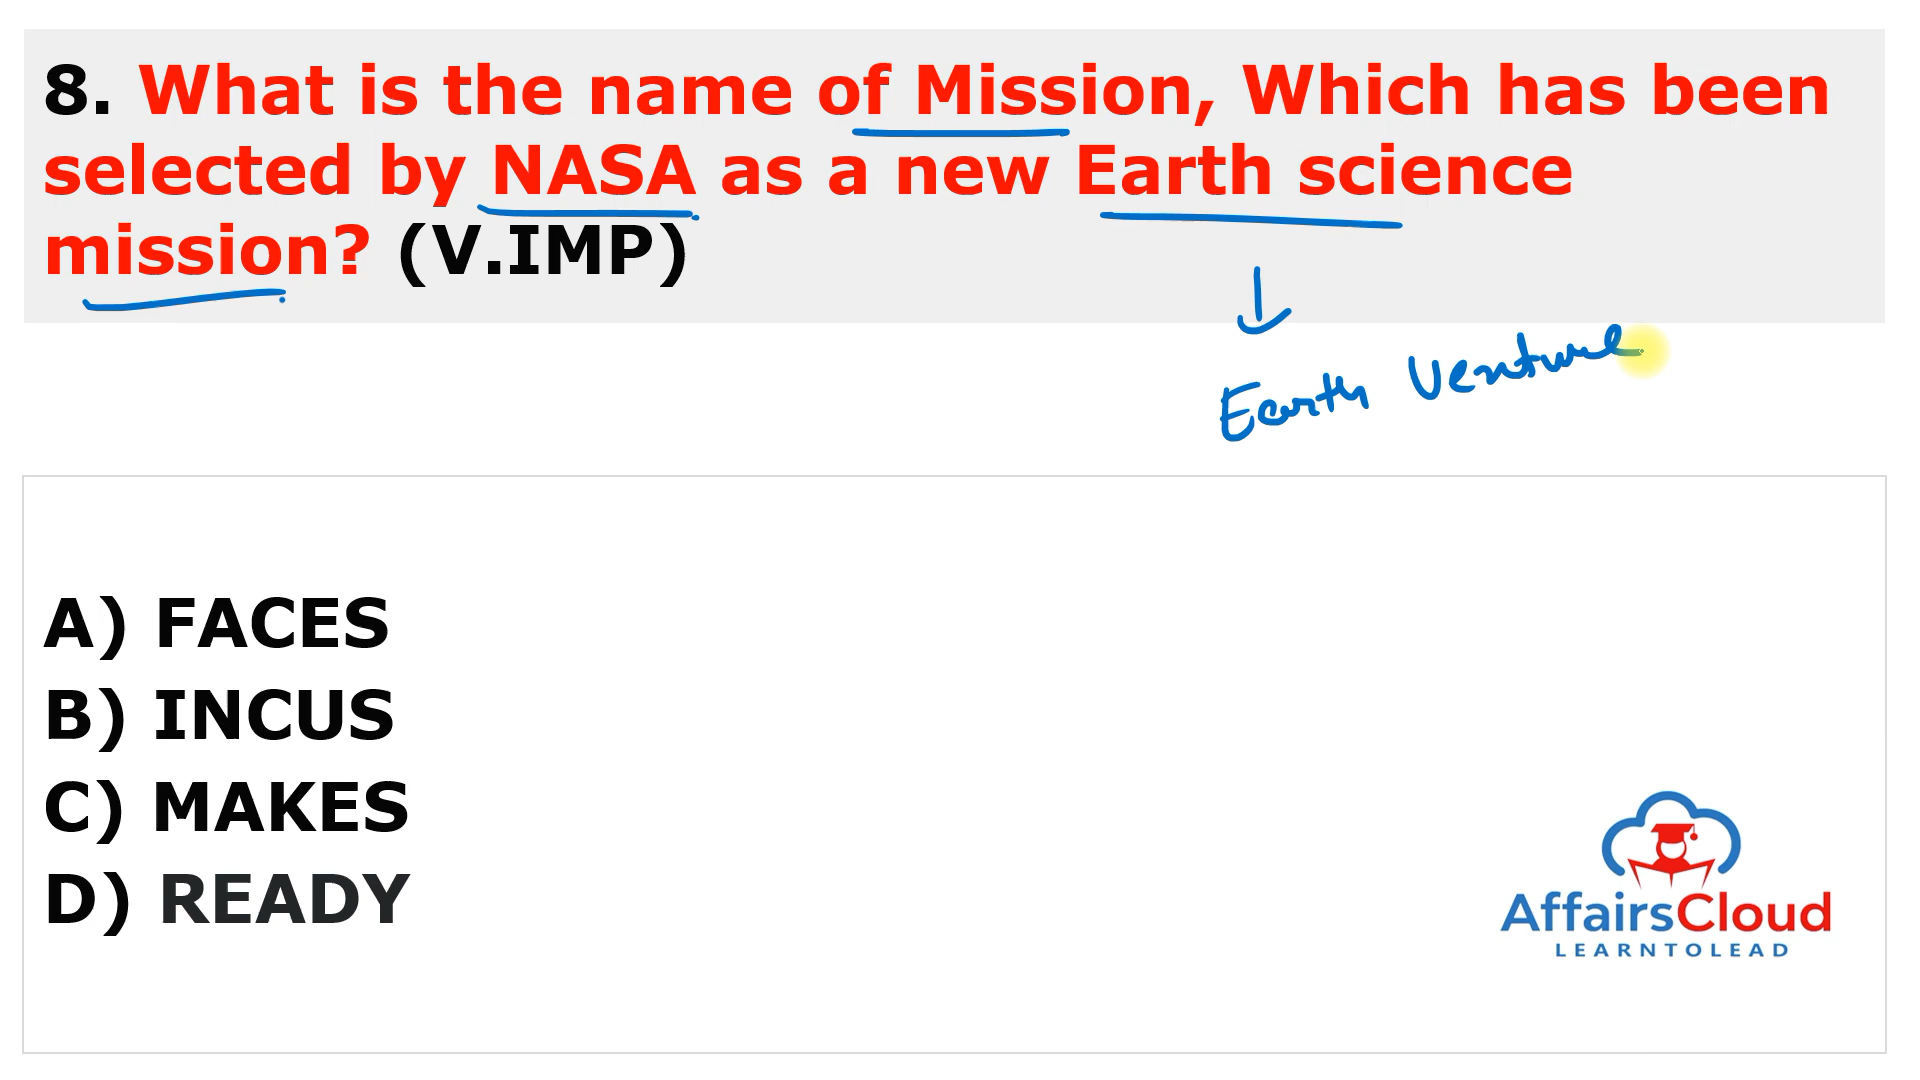 8. What is the name of Mission, Which has been
selected by NASA as a new Earth science
mission? (V.IMP)
Earth Venture
A) FACES
B) INCUS
C) MAKES
D) READY
AffairsCloud
LEARNTOLEAD